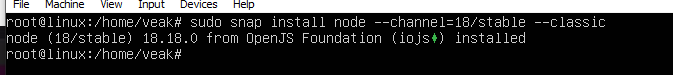 Machine View Input Devices Help
root@linux:/home/veak# sudo snap install node --channel=18/stable --classic
node (18/stable) 18.18.0 from OpenJS Foundation (iojs♦) installed
root@linux:/home/veak#